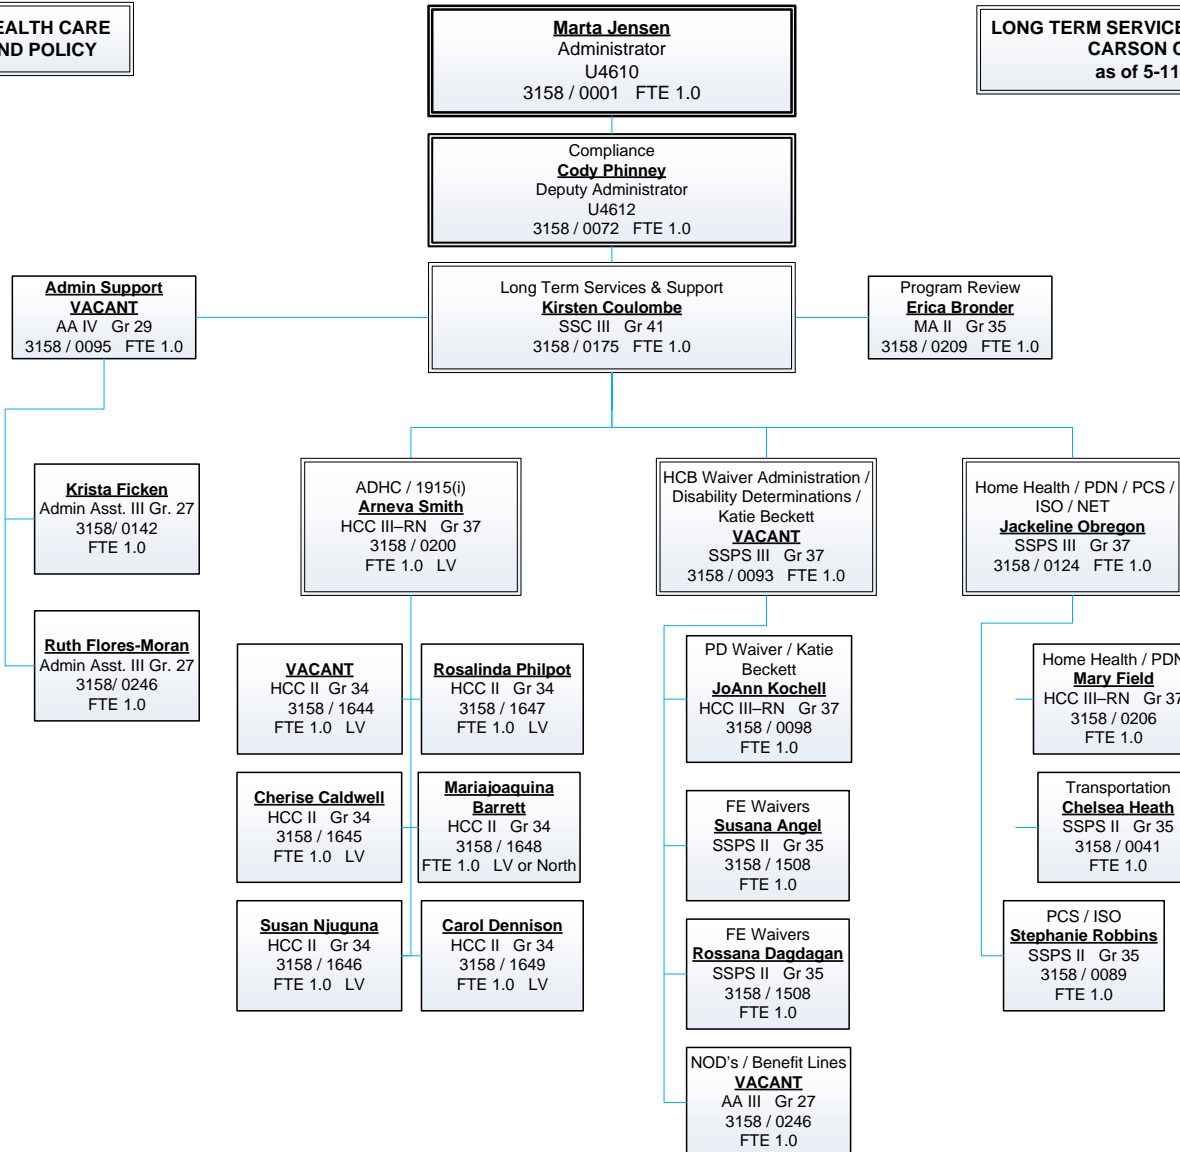 EALTH CARE
ND POLICY
Marta Jensen
Administrator
U4610
3158 / 0001 FTE 1.0
LONG TERM SERVICE
CARSON C
as of 5-11
Compliance
Cody Phinney
Deputy Administrator
U4612
3158 / 0072 FTE 1.0
Admin Support
VACANT
AA IV Gr 29
3158 / 0095 FTE 1.0
Long Term Services & Support
Kirsten Coulombe
SSC III Gr 41
3158 / 0175 FTE 1.0
Program Review
Erica Bronder
MA II Gr 35
3158 / 0209 FTE 1.0
Krista Ficken
Admin Asst. III Gr. 27
3158/ 0142
FTE 1.0
Ruth Flores-Moran
Admin Asst. III Gr. 27
3158/ 0246
FTE 1.0
ADHC / 1915(i)
Arneva Smith
HCC III–RN Gr 37
3158 / 0200
FTE 1.0 LV
VACANT
HCC II Gr 34
3158 / 1644
FTE 1.0 LV
Rosalinda Philpot
HCC II Gr 34
3158 / 1647
FTE 1.0 LV
Cherise Caldwell
HCC II Gr 34
3158 / 1645
FTE 1.0 LV
Mariajoaquina
Barrett
HCC II Gr 34
3158 / 1648
FTE 1.0 LV or North
Susan Njuguna
HCC II Gr 34
3158 / 1646
FTE 1.0 LV
Carol Dennison
HCC II Gr 34
3158 / 1649
FTE 1.0 LV
HCB Waiver Administration /
Disability Determinations /
Katie Beckett
VACANT
SSPS III Gr 37
3158 / 0093 FTE 1.0
PD Waiver / Katie
Beckett
JoAnn Kochell
HCC III–RN Gr 37
3158 / 0098
FTE 1.0
FE Waivers
Susana Angel
SSPS II Gr 35
3158 / 1508
FTE 1.0
FE Waivers
Rossana Dagdagan
SSPS II Gr 35
3158 / 1508
FTE 1.0
NOD's / Benefit Lines
VACANT
AA III Gr 27
3158 / 0246
FTE 1.0
Home Health / PDN / PCS /
ISO / NET
Jackeline Obregon
SSPS III Gr 37
3158 / 0124 FTE 1.0
Home Health / PDN
Mary Field
HCC III–RN Gr 37
3158 / 0206
FTE 1.0
Transportation
Chelsea Heath
SSPS II Gr 35
3158 / 0041
FTE 1.0
PCS / ISO
Stephanie Robbins
SSPS II Gr 35
3158 / 0089
FTE 1.0